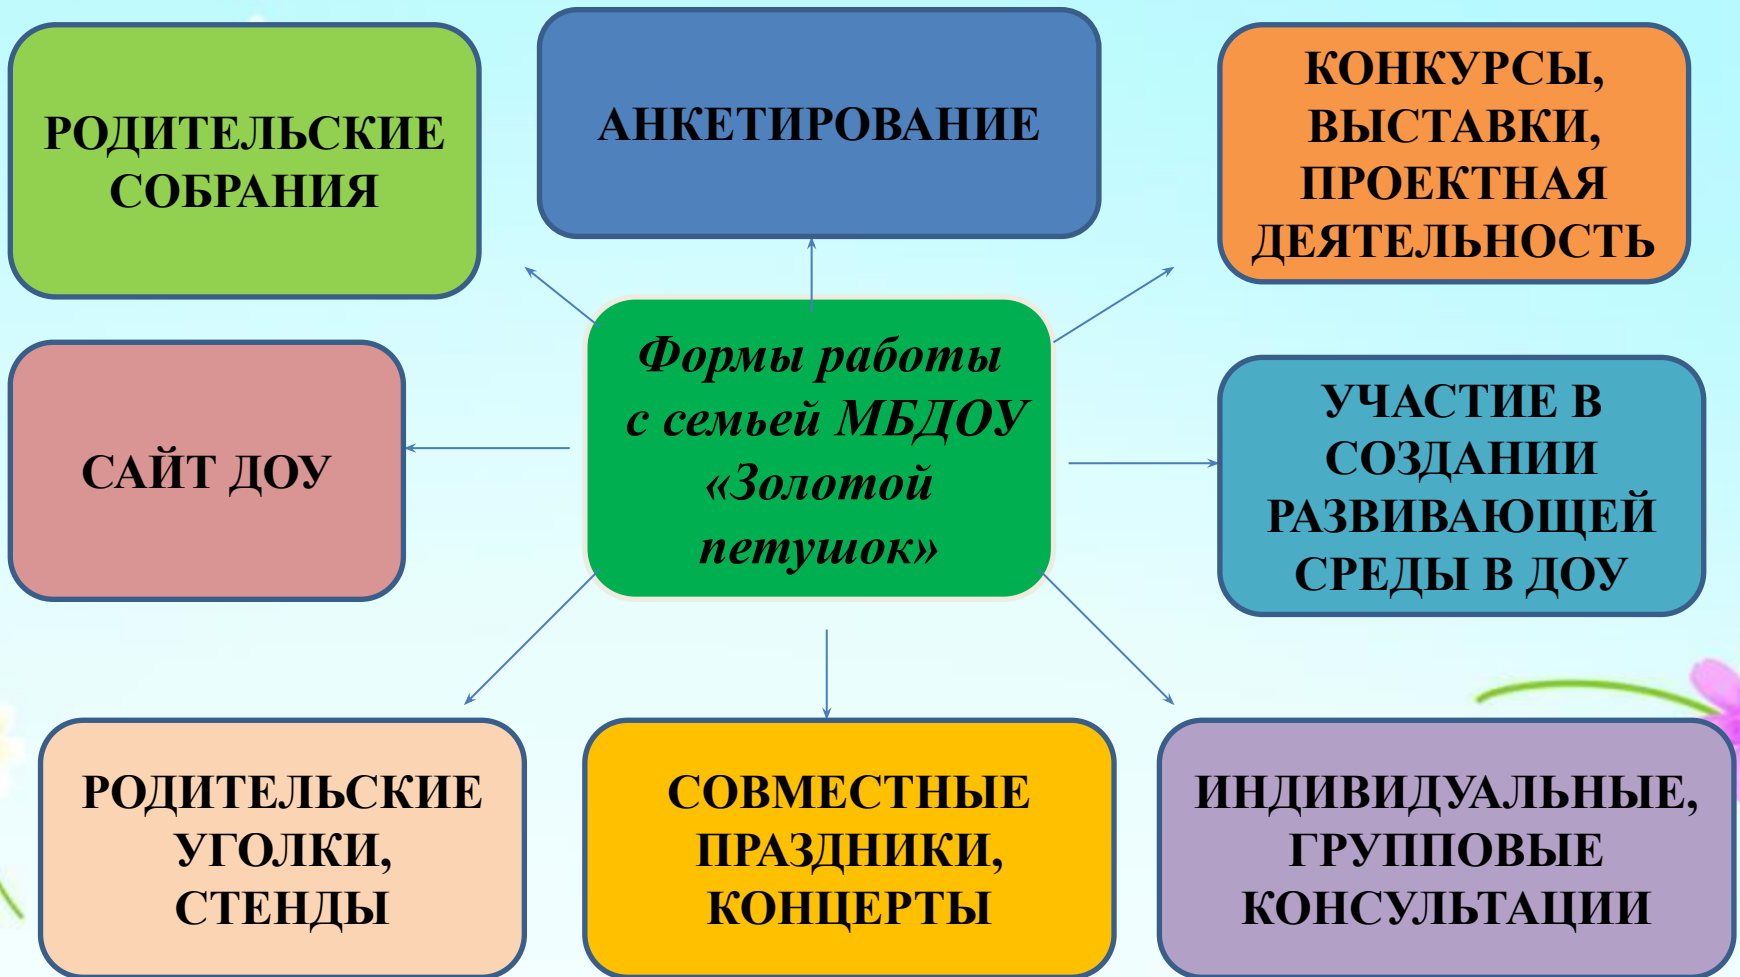 РОДИТЕЛЬСКИЕ
СОБРАНИЯ
АНКЕТИРОВАНИЕ
КОНКУРСЫ,
ВЫСТАВКИ,
ПРОЕКТНАЯ
ДЕЯТЕЛЬНОСТЬ
САЙТ ДОУ
Формы работы
с семьей МБДОУ
«Золотой
петушок»
УЧАСТИЕ В
СОЗДАНИИ
РАЗВИВАЮЩЕЙ
СРЕДЫ В ДОУ
РОДИТЕЛЬСКИЕ
УГОЛКИ,
СТЕНДЫ
СОВМЕСТНЫЕ
ПРАЗДНИКИ,
КОНЦЕРТЫ
ИНДИВИДУАЛЬНЫЕ,
ГРУППОВЫЕ
КОНСУЛЬТАЦИИ